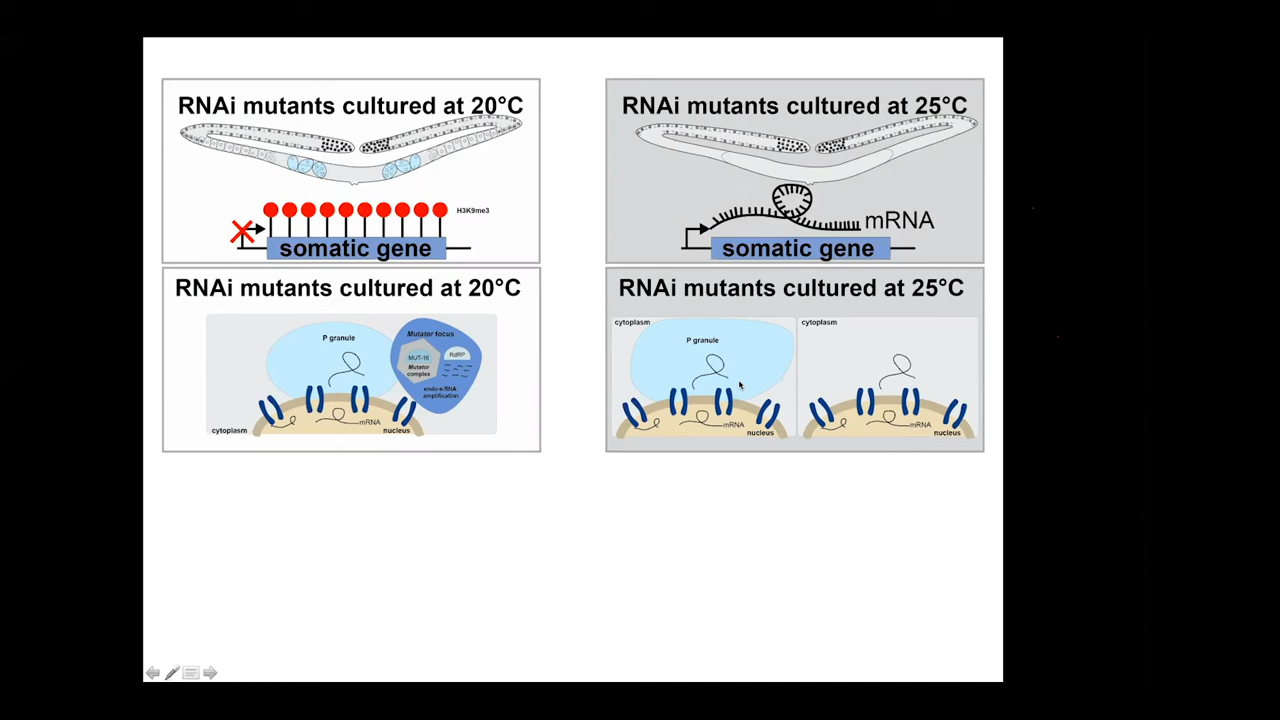 RNAi mutants cultured at 20°C
H3K9me3
somatic gene
RNAi mutants cultured at 25°C
mRNA
somatic gene
RNAi mutants cultured at 20°C
P granule
Mutator focus
MUT-16
Mutator
complex
RdRP
endo-siRNA
amplification
mRNA
cytoplasm
nucleus
RNAi mutants cultured at 25°C
cytoplasm
P granule
mRNA
nucleus
cytoplasm
mRNA
nucleus